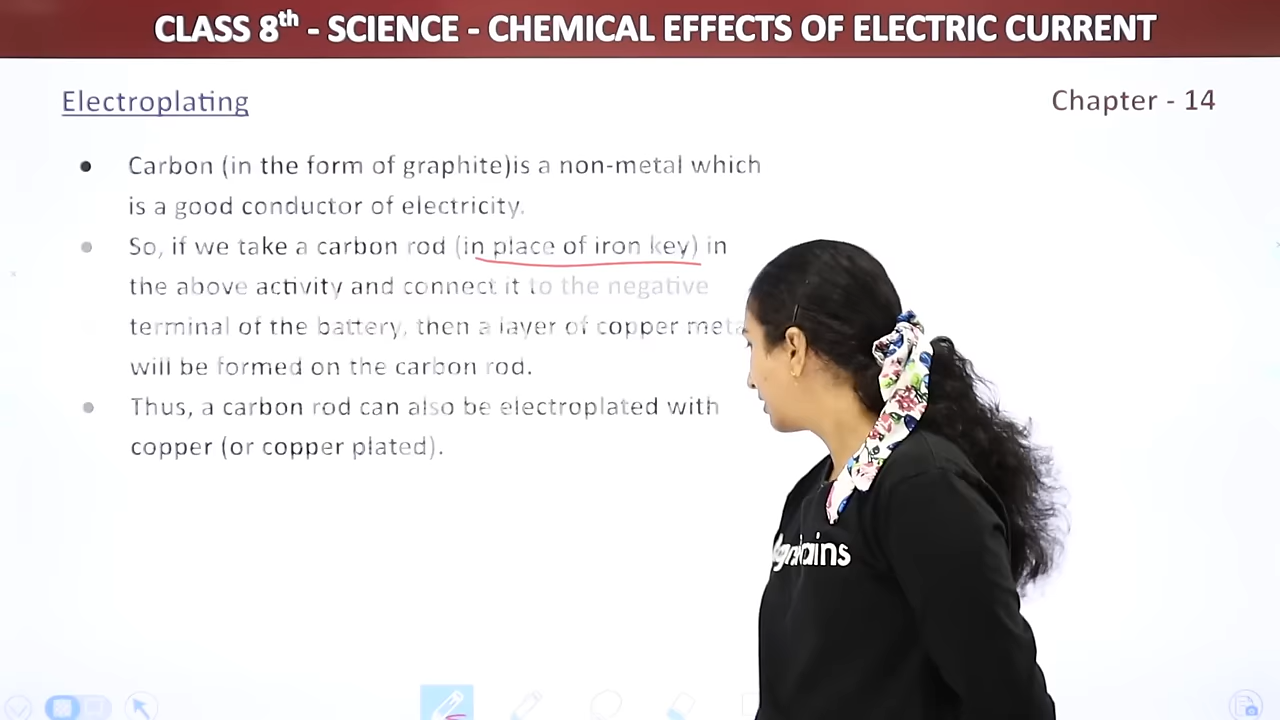 CLASS 8th - SCIENCE - CHEMICAL EFFECTS OF ELECTRIC CURRENT
Electroplating
Chapter - 14
• Carbon (in the form of graphite)is a non-metal which
is a good conductor of electricity.
• So, if we take a carbon rod (in place of iron key) in
the above activity and connect it to the negative
terminal of the battery, then a layer of copper meta
will be formed on the carbon rod.
• Thus, a carbon rod can also be electroplated with
copper (or copper plated).